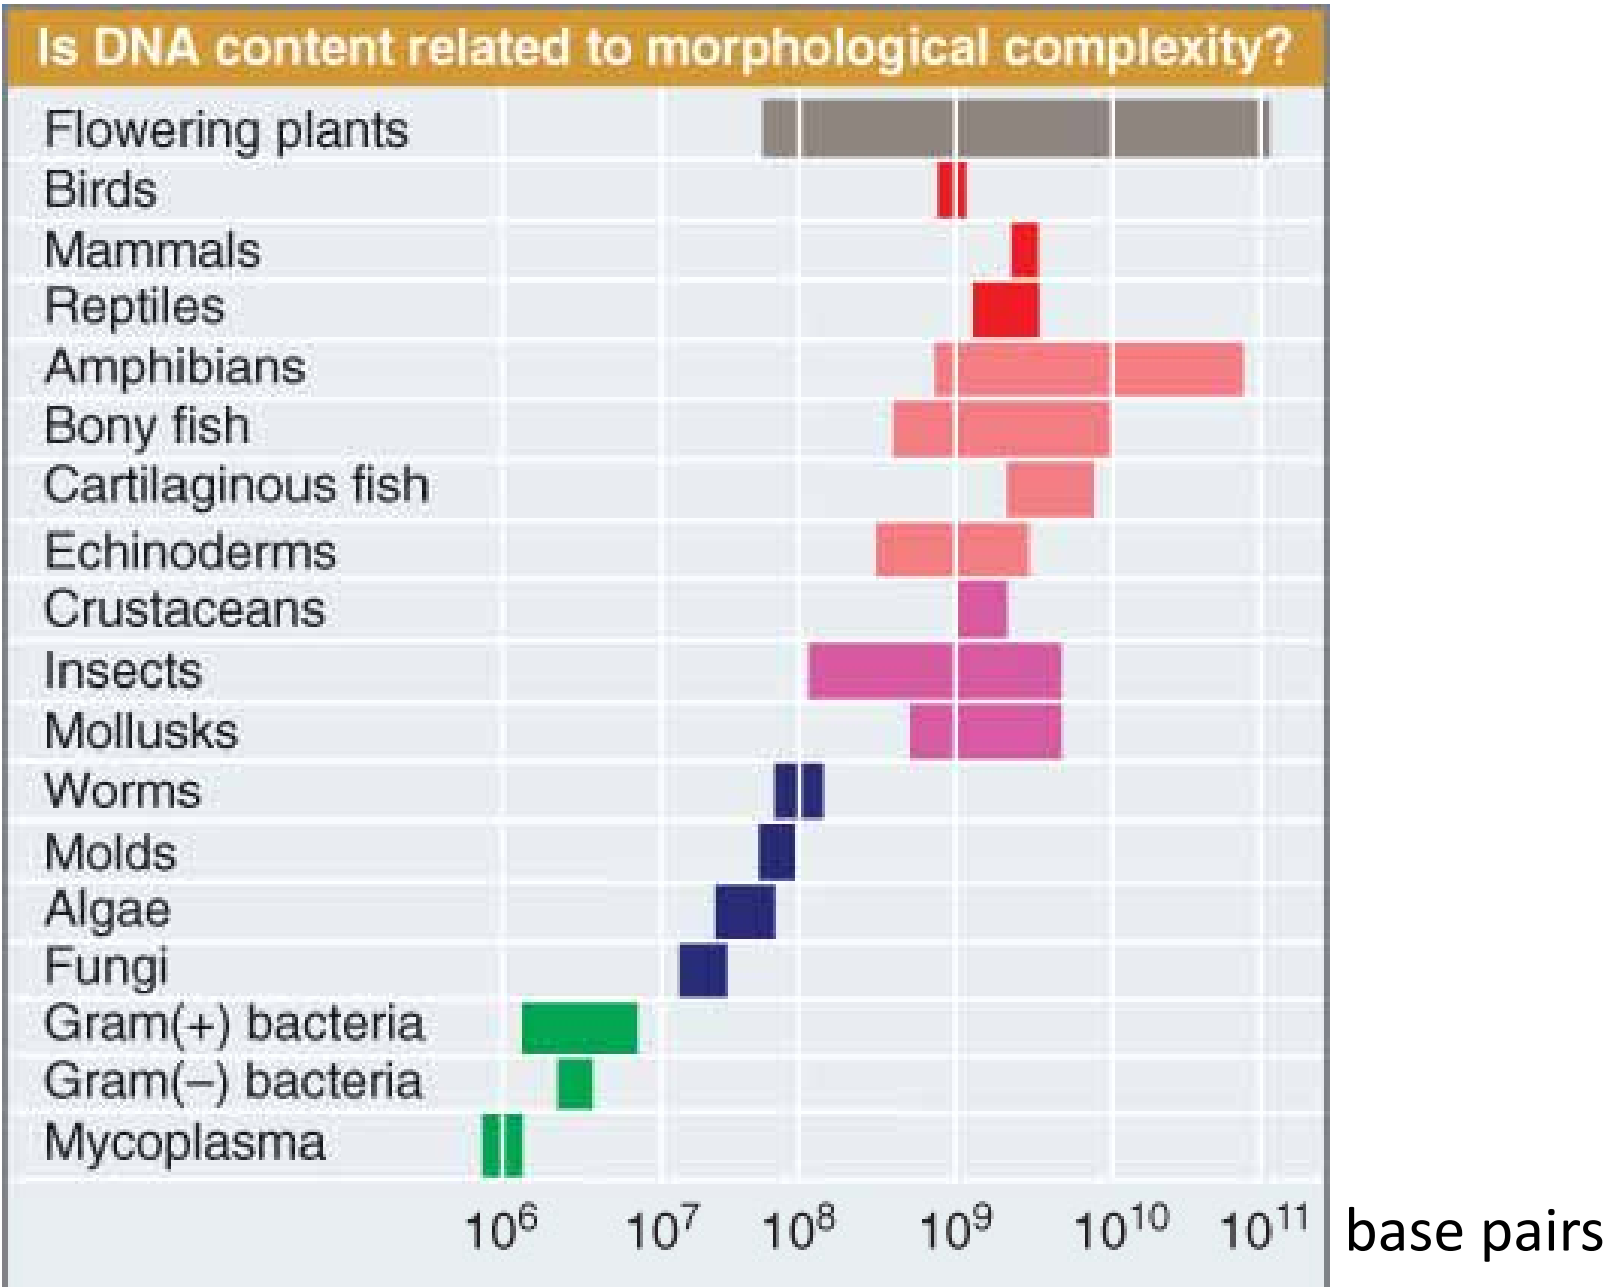 Is DNA content related to morphological complexity?
Flowering plants
Birds
Mammals
Reptiles
Amphibians
Bony fish
Cartilaginous fish
Echinoderms
Crustaceans
Insects
Mollusks
Worms
Molds
Algae
Fungi
Gram(+) bacteria
Gram(–) bacteria
Mycoplasma
10⁶ 10⁷ 10⁸ 10⁹ 10¹⁰ 10¹¹ base pairs